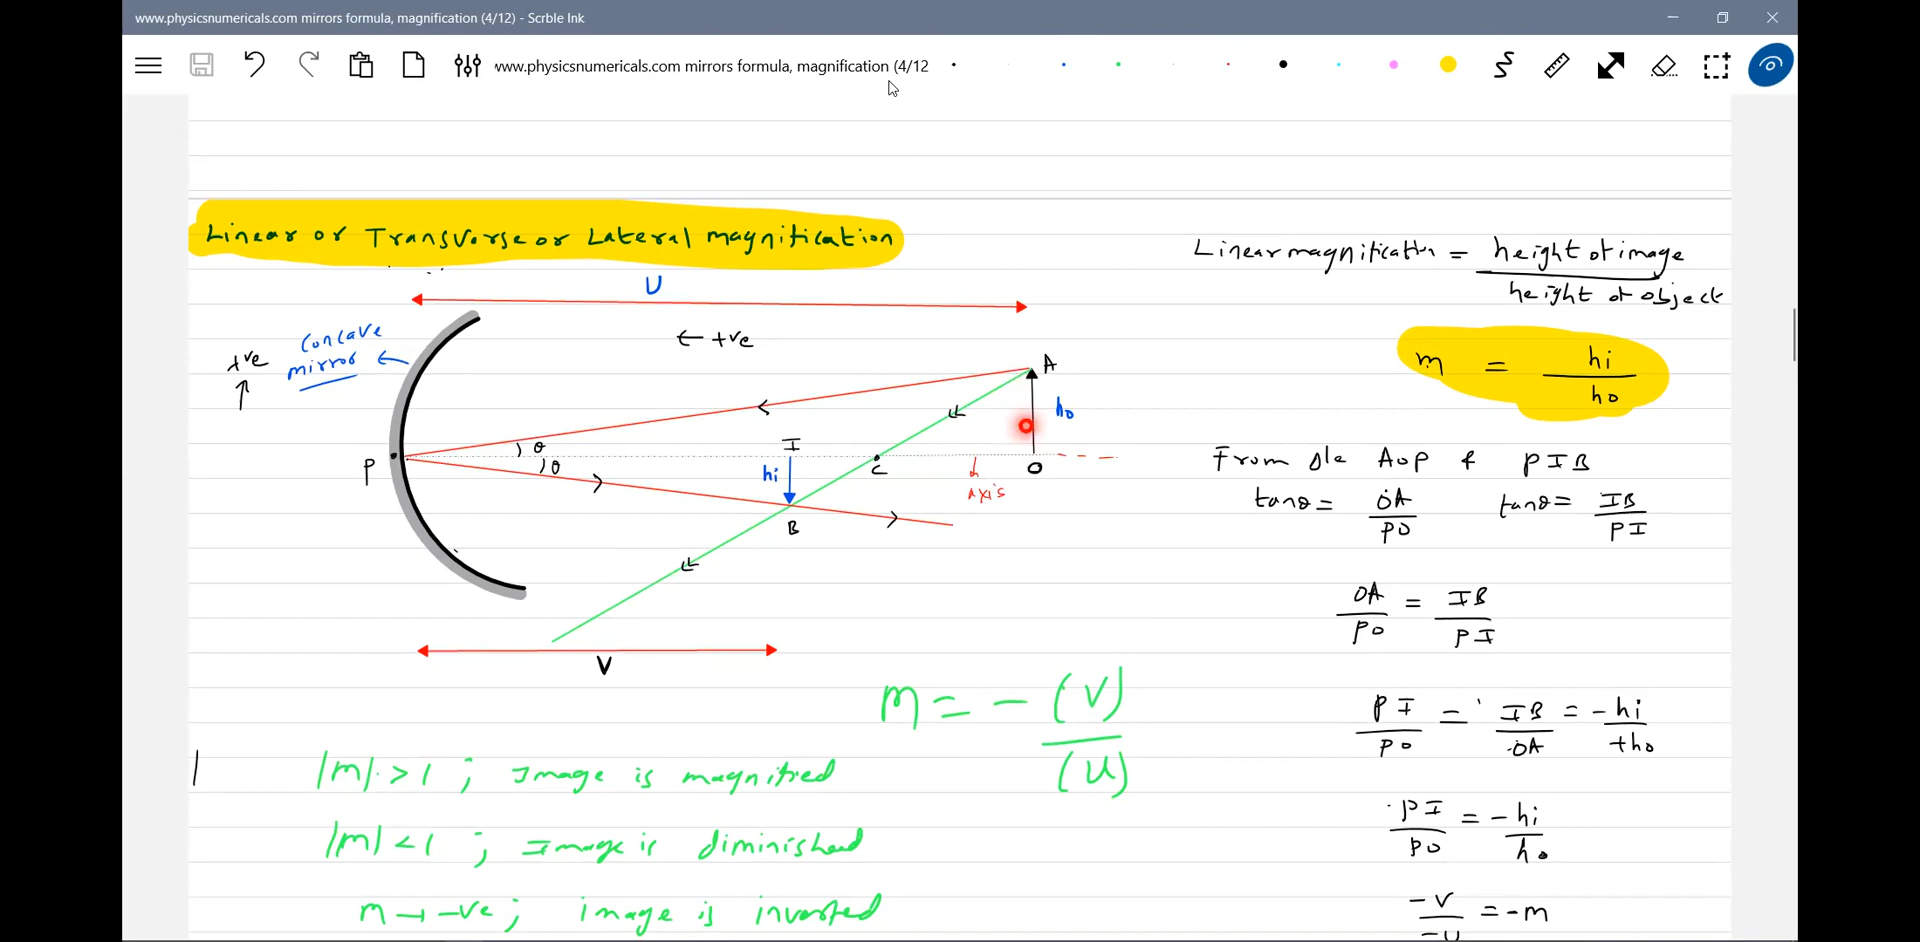 www.physicsnumericals.com mirrors formula, magnification (4/12) - Scrble Ink
www.physicsnumericals.com mirrors formula, magnification (4/12
Linear or Transverse or Lateral magnification
Linear magnification = height of image
height of object
U
← +ve
concave
mirror
+ve
↑
A
ho
m = hi
ho
θ
θ
P
I
hi
C
O
axis
B
From Δle AOP & PIB
tanθ = OA
PO
tanθ = IB
PI
OA = IB
PO PI
V
m = - (V)
(U)
PI = IB = -hi
PO OA +ho
|m| > 1 ; Image is magnified
PI = -hi
PO ho
|m| < 1 ; Image is diminished
m → -ve ; image is inverted
-V = -m
-U